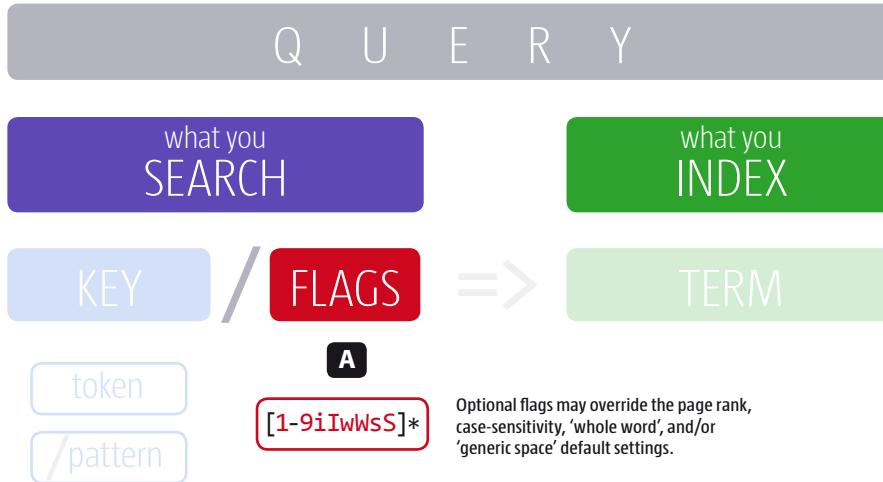 QUERY
what you
SEARCH
what you
INDEX
KEY / FLAGS => TERM
A
token
[1-9iIwWsS]*
/pattern
Optional flags may override the page rank,
case-sensitivity, ‘whole word’, and/or
‘generic space’ default settings.